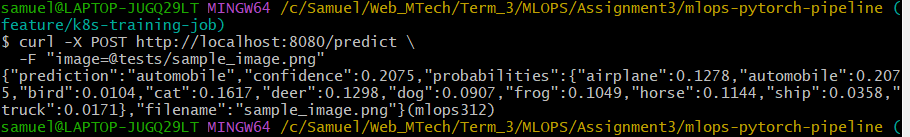 samuel@LAPTOP-JUGQ29LT MINGW64 /c/Samuel/Web_MTech/Term_3/MLOPS/Assignment3/mlops-pytorch-pipeline (
feature/k8s-training-job)
$ curl -X POST http://localhost:8080/predict \
  -F "image=@tests/sample_image.png"
{"prediction":"automobile","confidence":0.2075,"probabilities":{"airplane":0.1278,"automobile":0.207
5,"bird":0.0104,"cat":0.1617,"deer":0.1298,"dog":0.0907,"frog":0.1049,"horse":0.1144,"ship":0.0358,"
truck":0.0171},"filename":"sample_image.png"}(mlops312)
samuel@LAPTOP-JUGQ29LT MINGW64 /c/Samuel/Web_MTech/Term_3/MLOPS/Assignment3/mlops-pytorch-pipeline (